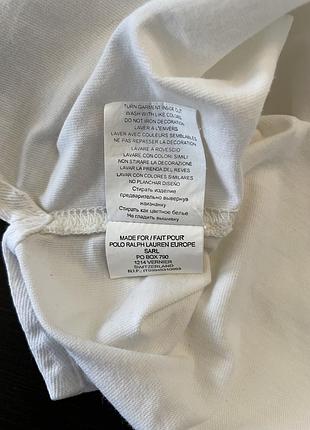 TURN GARMENT INSIDE OUT
WASH WITH LIKE COLORS
DO NOT IRON DECORATION
LAVER A L'ENVERS
LAVER AVEC COULEURS SEMBLABLES
NE PAS REPASSER LA DECORATION
LAVARE A ROVESCIO
LAVARE CON COLORI SIMILI
NON STIRARE LA DECORAZIONE
LAVAR LA PRENDA DEL REVES
LAVAR CON COLORES SIMILARES
NO PLANCHAR DISEÑO
Стирать изделие
предварительно вывернув
наизнанку
Стирать как цветное белье
Не гладить вышивку
MADE FOR / FAIT POUR
POLO RALPH LAUREN EUROPE
SARL
PO BOX 790
1214 VERNIER
SWITZERLAND
N.I.F.